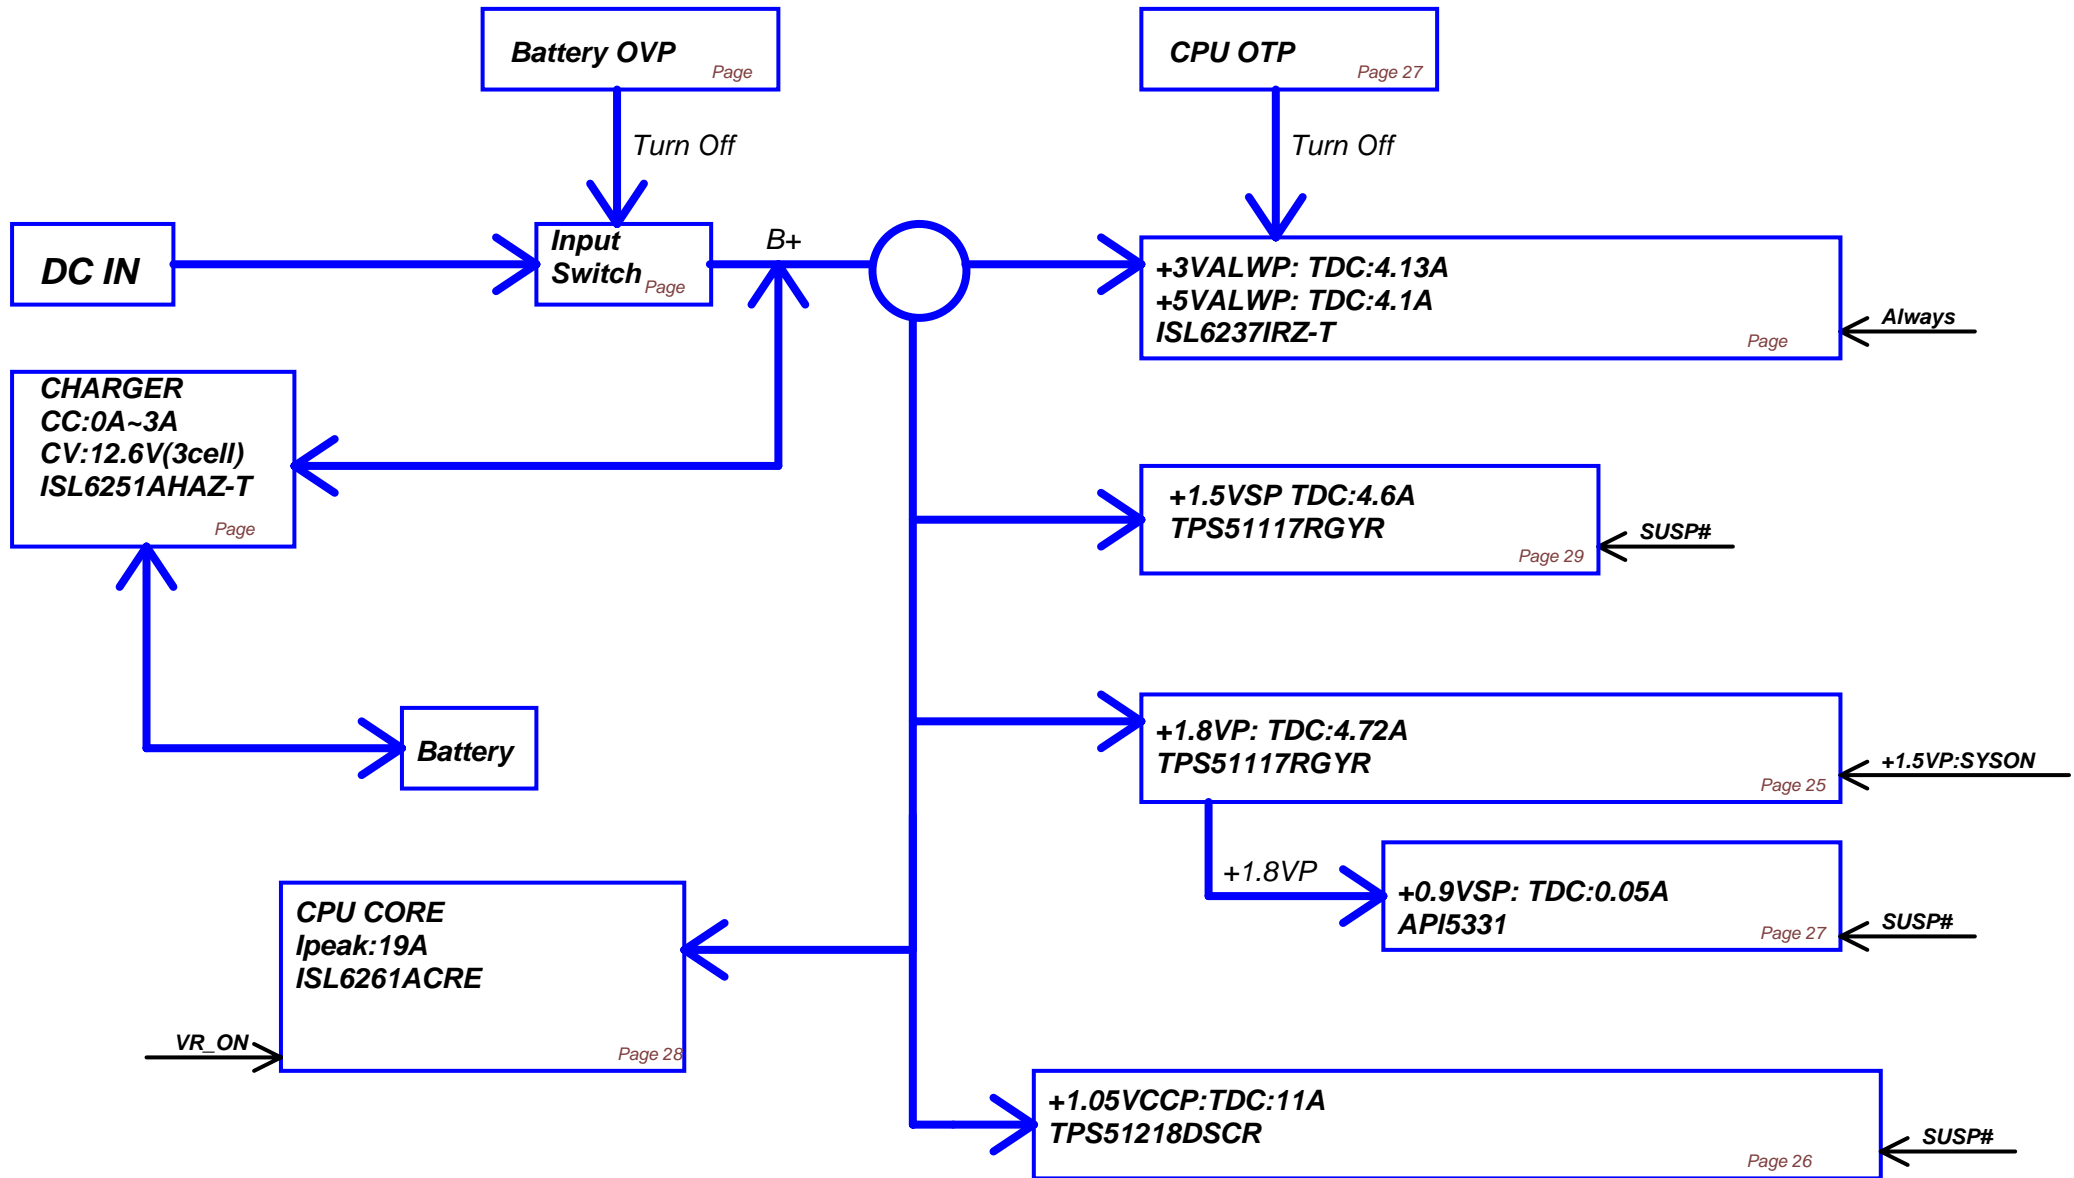 Battery OVP
Page
CPU OTP
Page 27
Turn Off
Turn Off
DC IN
Input
Switch
Page
B+
+3VALWP: TDC:4.13A
+5VALWP: TDC:4.1A
ISL6237IRZ-T
Page
Always
CHARGER
CC:0A~3A
CV:12.6V(3cell)
ISL6251AHAZ-T
Page
+1.5VSP TDC:4.6A
TPS51117RGYR
Page 29
SUSP#
Battery
+1.8VP: TDC:4.72A
TPS51117RGYR
Page 25
+1.5VP:SYSON
+1.8VP
+0.9VSP: TDC:0.05A
API5331
Page 27
SUSP#
CPU CORE
Ipeak:19A
ISL6261ACRE
Page 28
VR_ON
+1.05VCCP:TDC:11A
TPS51218DSCR
Page 26
SUSP#